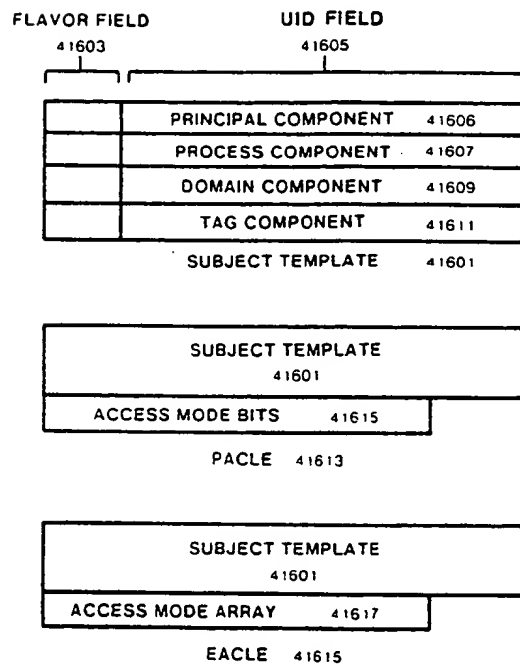 FLAVOR FIELD UID FIELD
41603 41605
PRINCIPAL COMPONENT 41606
PROCESS COMPONENT 41607
DOMAIN COMPONENT 41609
TAG COMPONENT 41611
SUBJECT TEMPLATE 41601
SUBJECT TEMPLATE
41601
ACCESS MODE BITS 41615
PACLE 41613
SUBJECT TEMPLATE
41601
ACCESS MODE ARRAY 41617
EACLE 41615